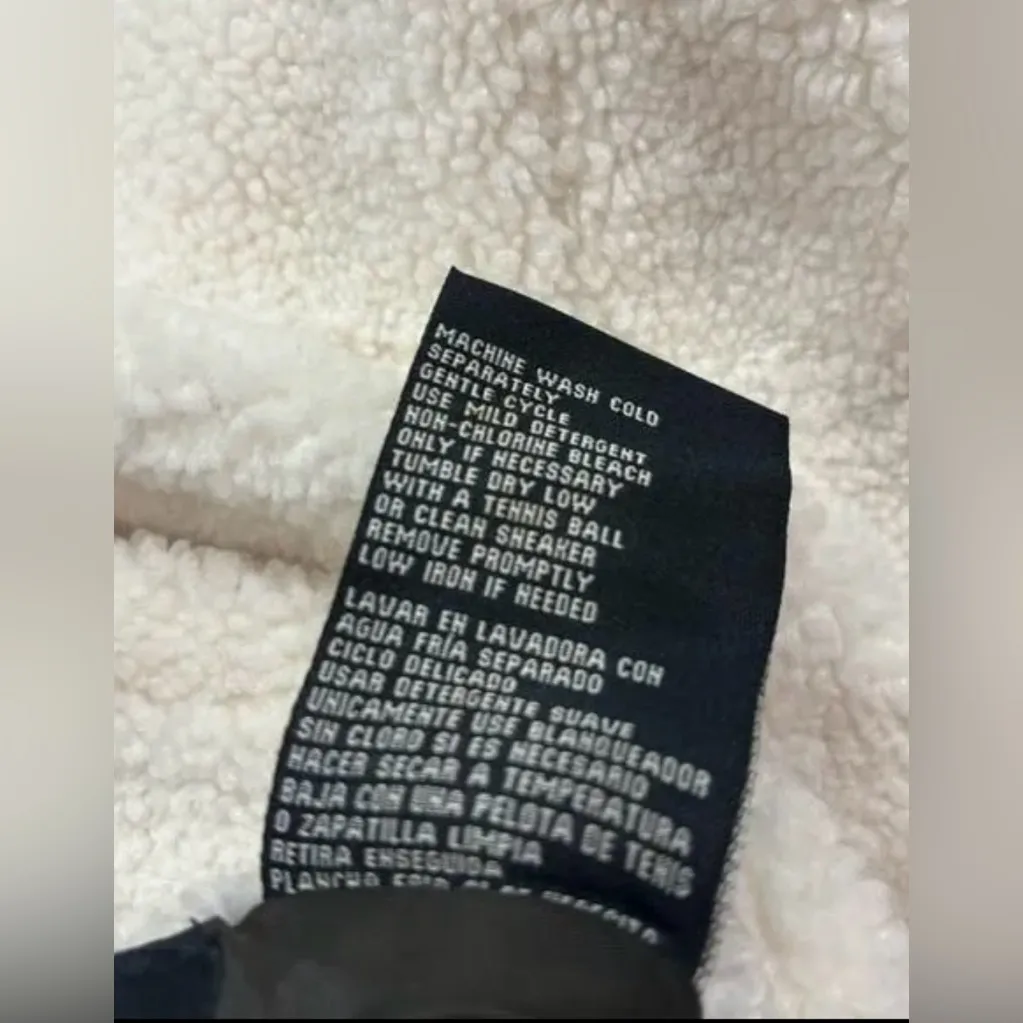 MACHINE WASH COLD
SEPARATELY
GENTLE CYCLE
USE MILD DETERGENT
NON-CHLORINE BLEACH
ONLY IF NECESSARY
TUMBLE DRY LOW
WITH A TENNIS BALL
OR CLEAN SNEAKER
REMOVE PROMPTLY
LOW IRON IF NEEDED
LAVAR EN LAVADORA CON
AGUA FRÍA SEPARADO
CICLO DELICADO
USAR DETERGENTE SUAVE
UNICAMENTE USE BLANQUEADOR
SIN CLORO SI ES NECESARIO
HACER SECAR A TEMPERATURA
BAJA CON UNA PELOTA DE TENIS
O ZAPATILLA LIMPIA
RETIRA ENSEGUIDA